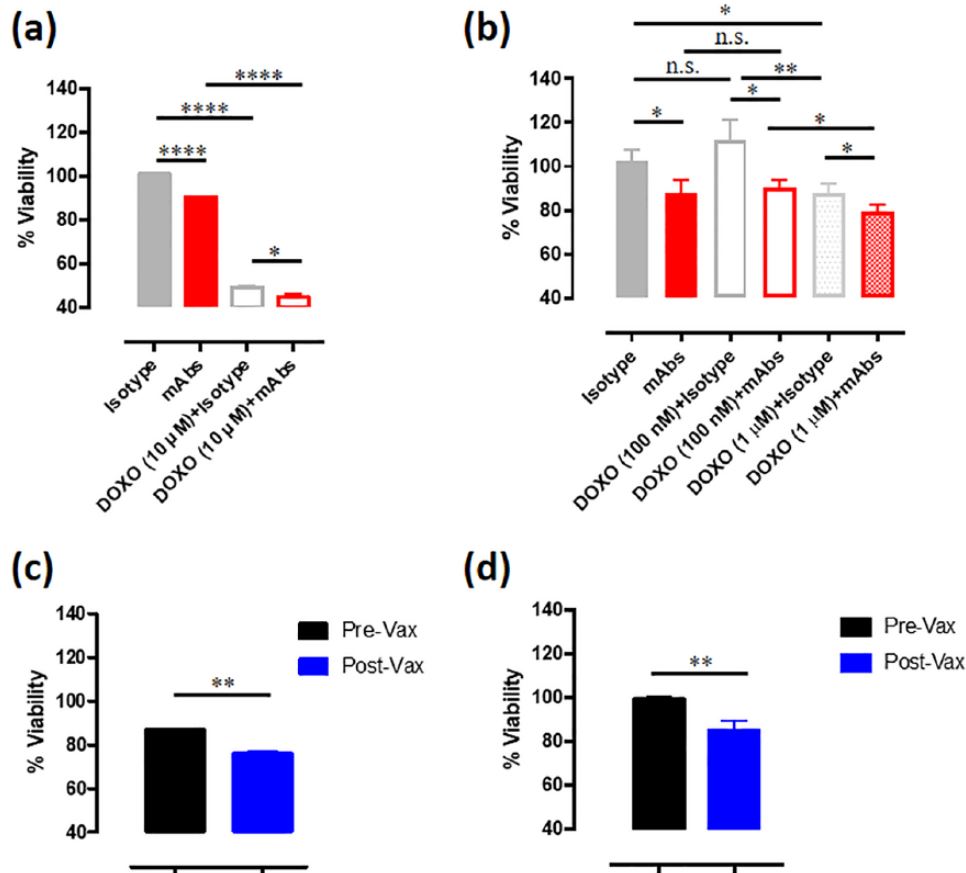 (a)
****
****
****
*
140
120
100
80
60
40
% Viability
Isotype
mAbs
DOXO (10 µM)+Isotype
DOXO (10 µM)+mAbs
(b)
*
n.s.
n.s.
**
*
*
*
*
140
120
100
80
60
40
% Viability
Isotype
mAbs
DOXO (100 nM)+Isotype
DOXO (100 nM)+mAbs
DOXO (1 µM)+Isotype
DOXO (1 µM)+mAbs
(c)
140
120
100
80
60
40
% Viability
**
Pre-Vax
Post-Vax
(d)
140
120
100
80
60
40
% Viability
**
Pre-Vax
Post-Vax